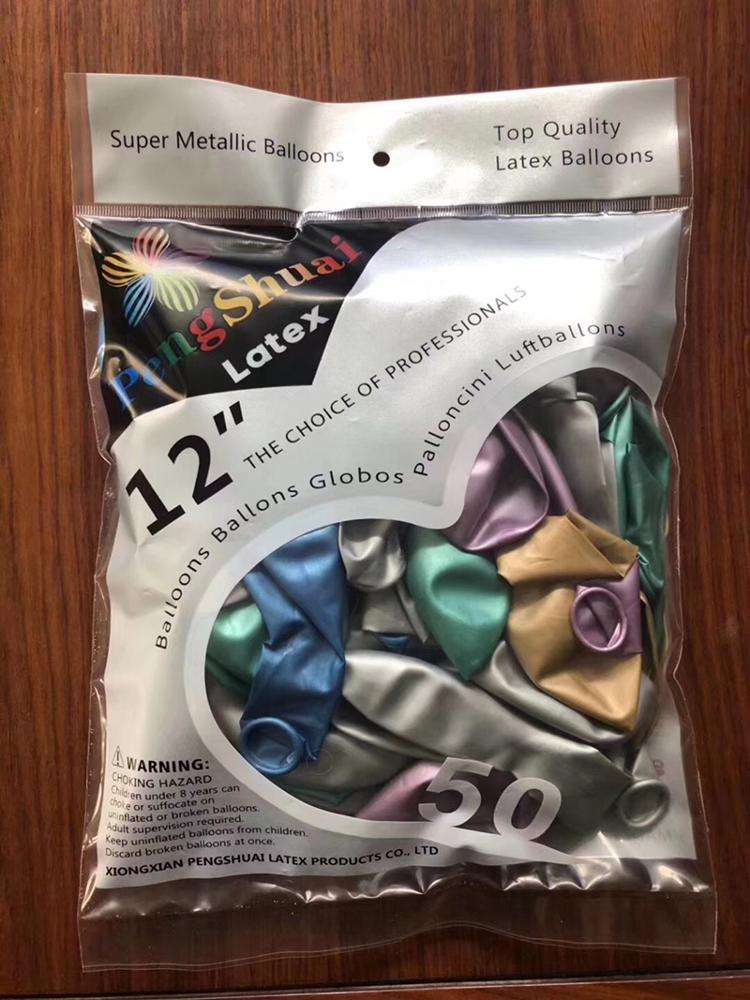 Super Metallic Balloons
Top Quality
Latex Balloons
PengShuai
Latex
12"
THE CHOICE OF PROFESSIONALS
Balloons Ballons Globos Palloncini Luftballons
50
WARNING:
CHOKING HAZARD
Children under 8 years can
choke or suffocate on
uninflated or broken balloons.
Adult supervision required.
Keep uninflated balloons from children.
Discard broken balloons at once.
XIONGXIAN PENGSHUAI LATEX PRODUCTS CO., LTD